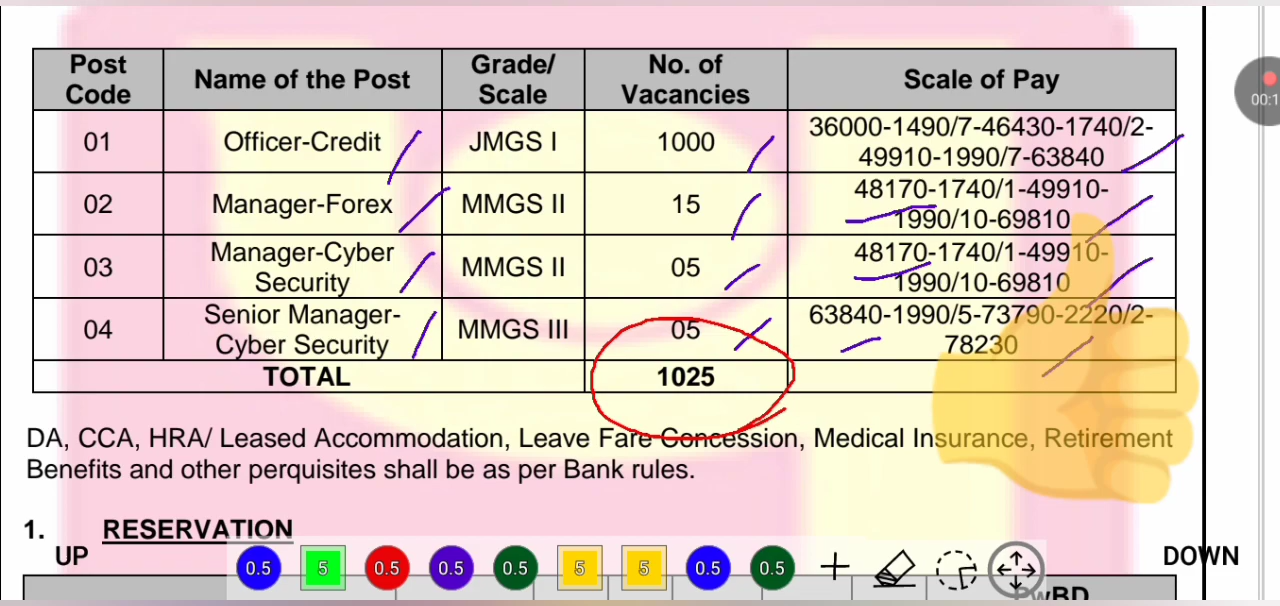 Post Code Name of the Post Grade/ Scale No. of Vacancies Scale of Pay
01 Officer-Credit JMGS I 1000 36000-1490/7-46430-1740/2-
49910-1990/7-63840
02 Manager-Forex MMGS II 15 48170-1740/1-49910-
1990/10-69810
03 Manager-Cyber Security MMGS II 05 48170-1740/1-49910-
1990/10-69810
04 Senior Manager- Cyber Security MMGS III 05 63840-1990/5-73790-2220/2-
78230
TOTAL 1025
DA, CCA, HRA/ Leased Accommodation, Leave Fare Concession, Medical Insurance, Retirement
Benefits and other perquisites shall be as per Bank rules.
1. RESERVATION
UP DOWN
0.5 5 0.5 0.5 0.5 5 5 0.5 0.5
PwBD
00:1